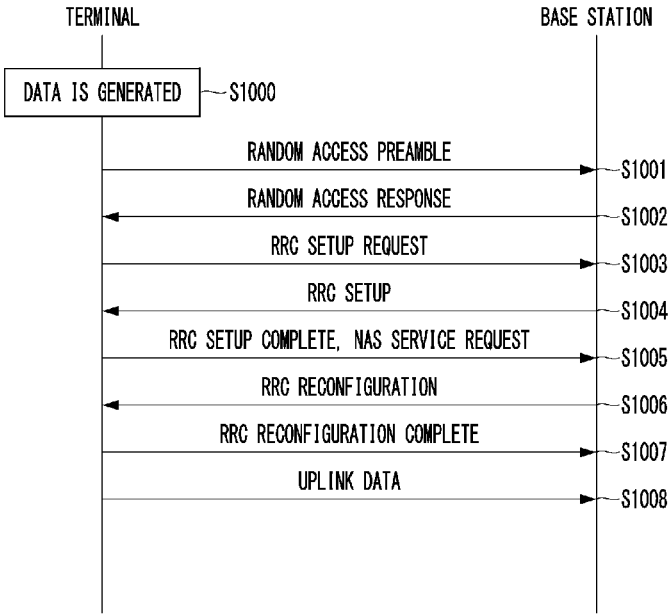 TERMINAL
BASE STATION
DATA IS GENERATED
S1000
RANDOM ACCESS PREAMBLE
S1001
RANDOM ACCESS RESPONSE
S1002
RRC SETUP REQUEST
S1003
RRC SETUP
S1004
RRC SETUP COMPLETE, NAS SERVICE REQUEST
S1005
RRC RECONFIGURATION
S1006
RRC RECONFIGURATION COMPLETE
S1007
UPLINK DATA
S1008